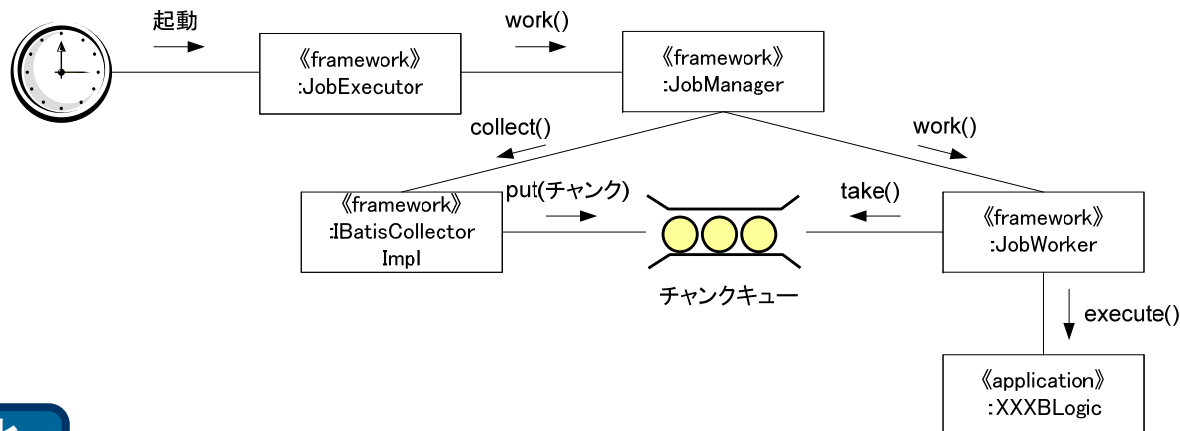 起動
work()
《framework》
:JobExecutor
《framework》
:JobManager
collect()
work()
《framework》
:IBatisCollector
Impl
put(チャンク)
take()
《framework》
:JobWorker
チャンクキュー
execute()
《application》
:XXXBLogic